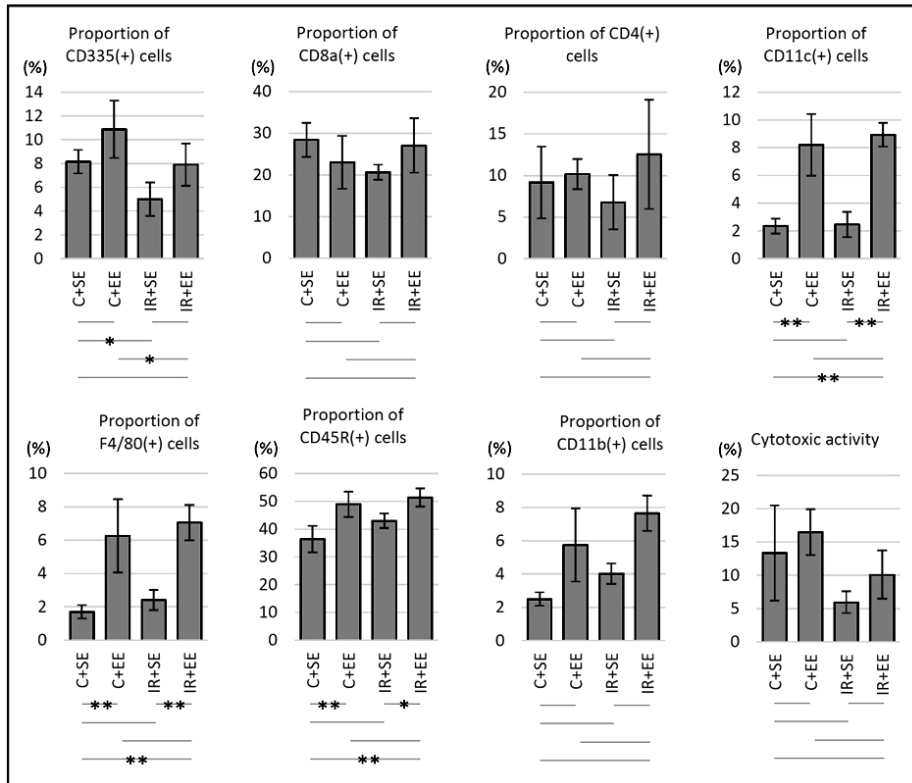 Proportion of
CD335(+) cells
(%)
14
12
10
8
6
4
2
0
C+SE
C+EE
IR+SE
IR+EE
*
*
Proportion of
CD8a(+) cells
(%)
40
30
20
10
0
C+SE
C+EE
IR+SE
IR+EE
Proportion of CD4(+)
cells
(%)
20
15
10
5
0
C+SE
C+EE
IR+SE
IR+EE
Proportion of
CD11c(+) cells
(%)
12
10
8
6
4
2
0
C+SE
C+EE
IR+SE
IR+EE
** **
**
Proportion of
F4/80(+) cells
(%)
10
8
6
4
2
0
C+SE
C+EE
IR+SE
IR+EE
** **
**
Proportion of
CD45R(+) cells
(%)
60
50
40
30
20
10
0
C+SE
C+EE
IR+SE
IR+EE
** *
**
Proportion of
CD11b(+) cells
(%)
10
8
6
4
2
0
C+SE
C+EE
IR+SE
IR+EE
Cytotoxic activity
(%)
25
20
15
10
5
0
C+SE
C+EE
IR+SE
IR+EE